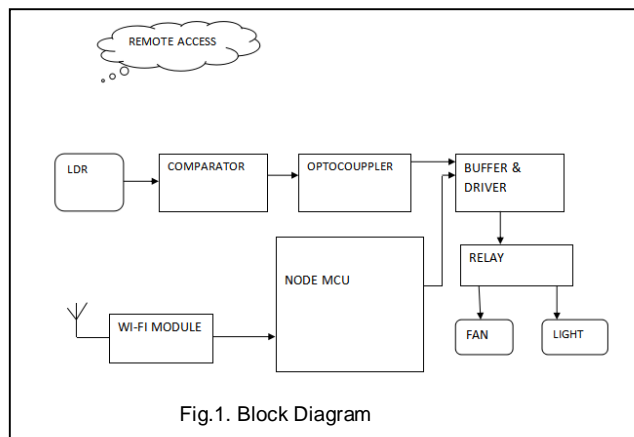 REMOTE ACCESS
LDR
COMPARATOR
OPTOCOUPPLER
BUFFER &
DRIVER
RELAY
NODE MCU
WI-FI MODULE
FAN
LIGHT
Fig.1. Block Diagram